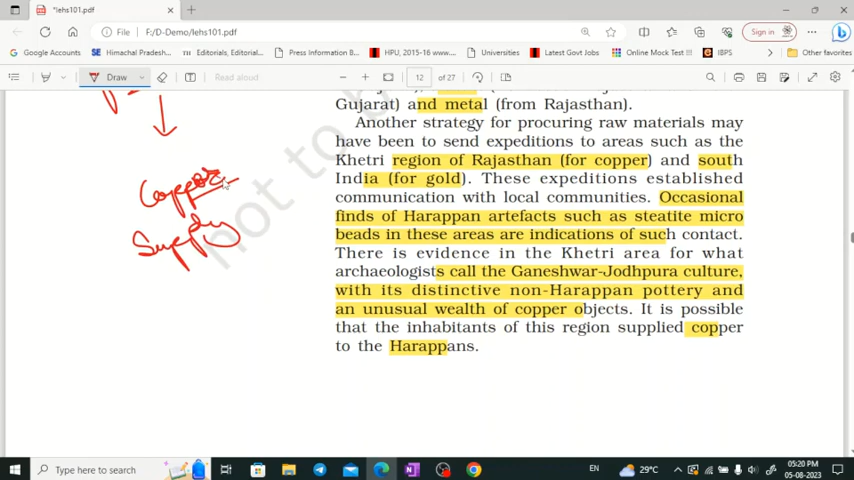 *lehs101.pdf
File | F:/D-Demo/lehs101.pdf
Sign in
Google
Himachal Pradesh...
Editorials, Editorial...
Press Information B...
HPU, 2015-16 www....
Universities
Latest Govt Jobs
Online Mock Test !!!...
IBPS
Other favorites
Draw
Read aloud
12 of 27
Gujarat) and metal (from Rajasthan).
Another strategy for procuring raw materials may
have been to send expeditions to areas such as the
Khetri region of Rajasthan (for copper) and south
India (for gold). These expeditions established
communication with local communities. Occasional
finds of Harappan artefacts such as steatite micro
beads in these areas are indications of such contact.
There is evidence in the Khetri area for what
archaeologists call the Ganeshwar-Jodhpura culture,
with its distinctive non-Harappan pottery and
an unusual wealth of copper objects. It is possible
that the inhabitants of this region supplied copper
to the Harappans.
Copper
Supply
not to b
Type here to search
29°C
EN
05:20 PM
05-08-2023